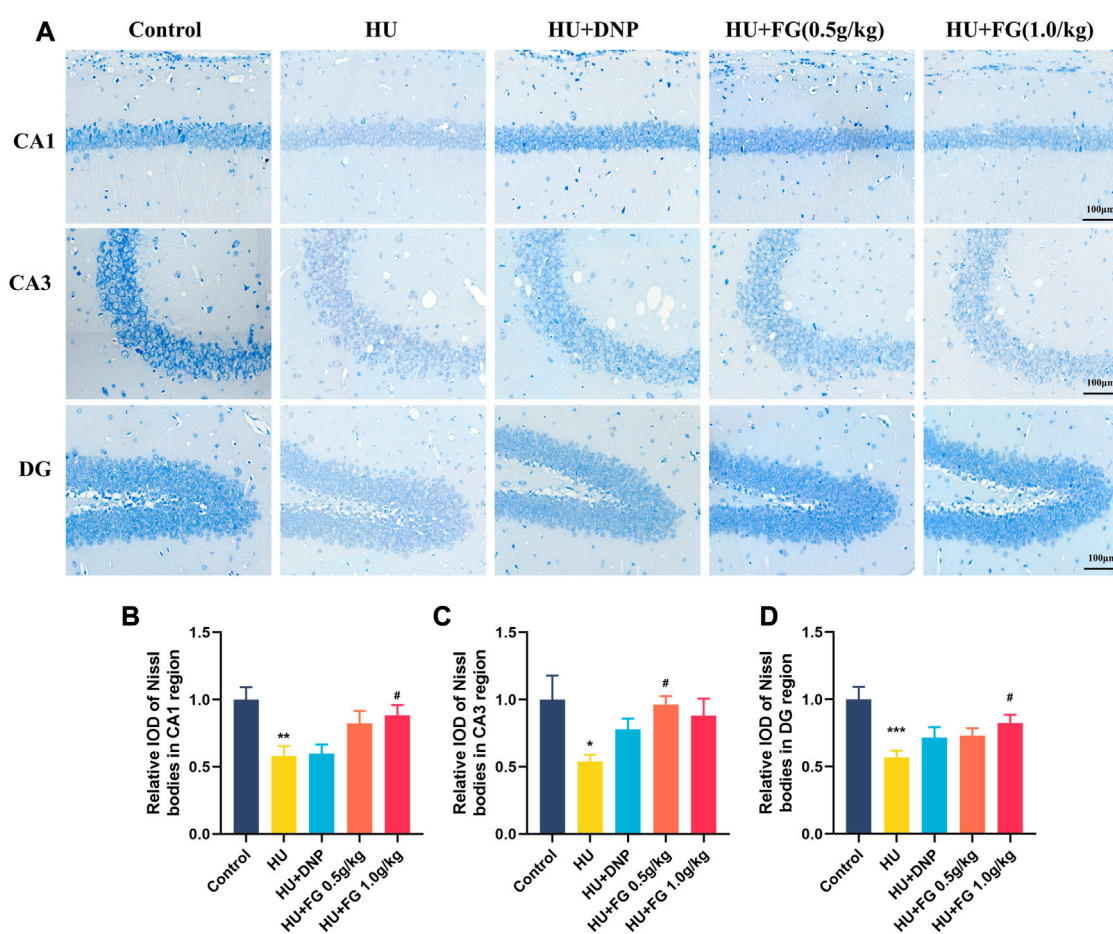 A
Control HU HU+DNP HU+FG(0.5g/kg) HU+FG(1.0/kg)
CA1
100μm
CA3
100μm
DG
100μm
B
Relative IOD of Nissl
bodies in CA1 region
1.5
1.0
0.5
0.0
**
#
Control HU HU+DNP HU+FG 0.5g/kg HU+FG 1.0g/kg
C
Relative IOD of Nissl
bodies in CA3 region
1.5
1.0
0.5
0.0
*
#
Control HU HU+DNP HU+FG 0.5g/kg HU+FG 1.0g/kg
D
Relative IOD of Nissl
bodies in DG region
1.5
1.0
0.5
0.0
***
#
Control HU HU+DNP HU+FG 0.5g/kg HU+FG 1.0g/kg